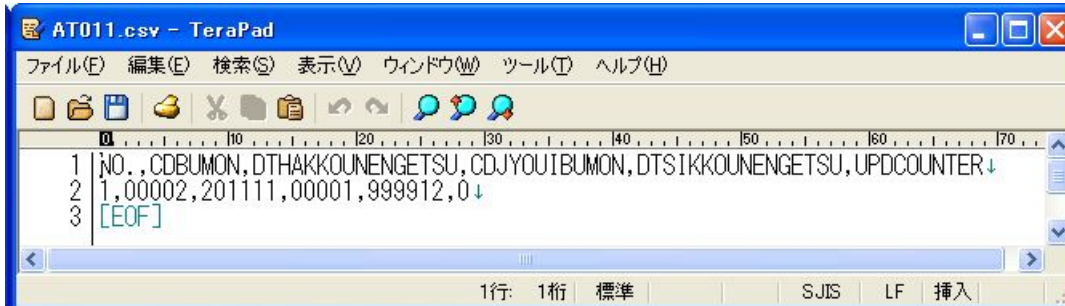 AT011.csv - TeraPad
ファイル(F) 編集(E) 検索(S) 表示(V) ウィンドウ(W) ツール(T) ヘルプ(H)
0 10 20 30 40 50 60 70
1 NO.,CDBUMON,DTHAKKOUNENGETSU,CDJYOUIBUMON,DTSIKKOUNENGETSU,UPDCOUNTER↓
2 1,00002,201111,00001,999912,0↓
3 [EOF]
1行: 1桁 標準 SJIS LF 挿入